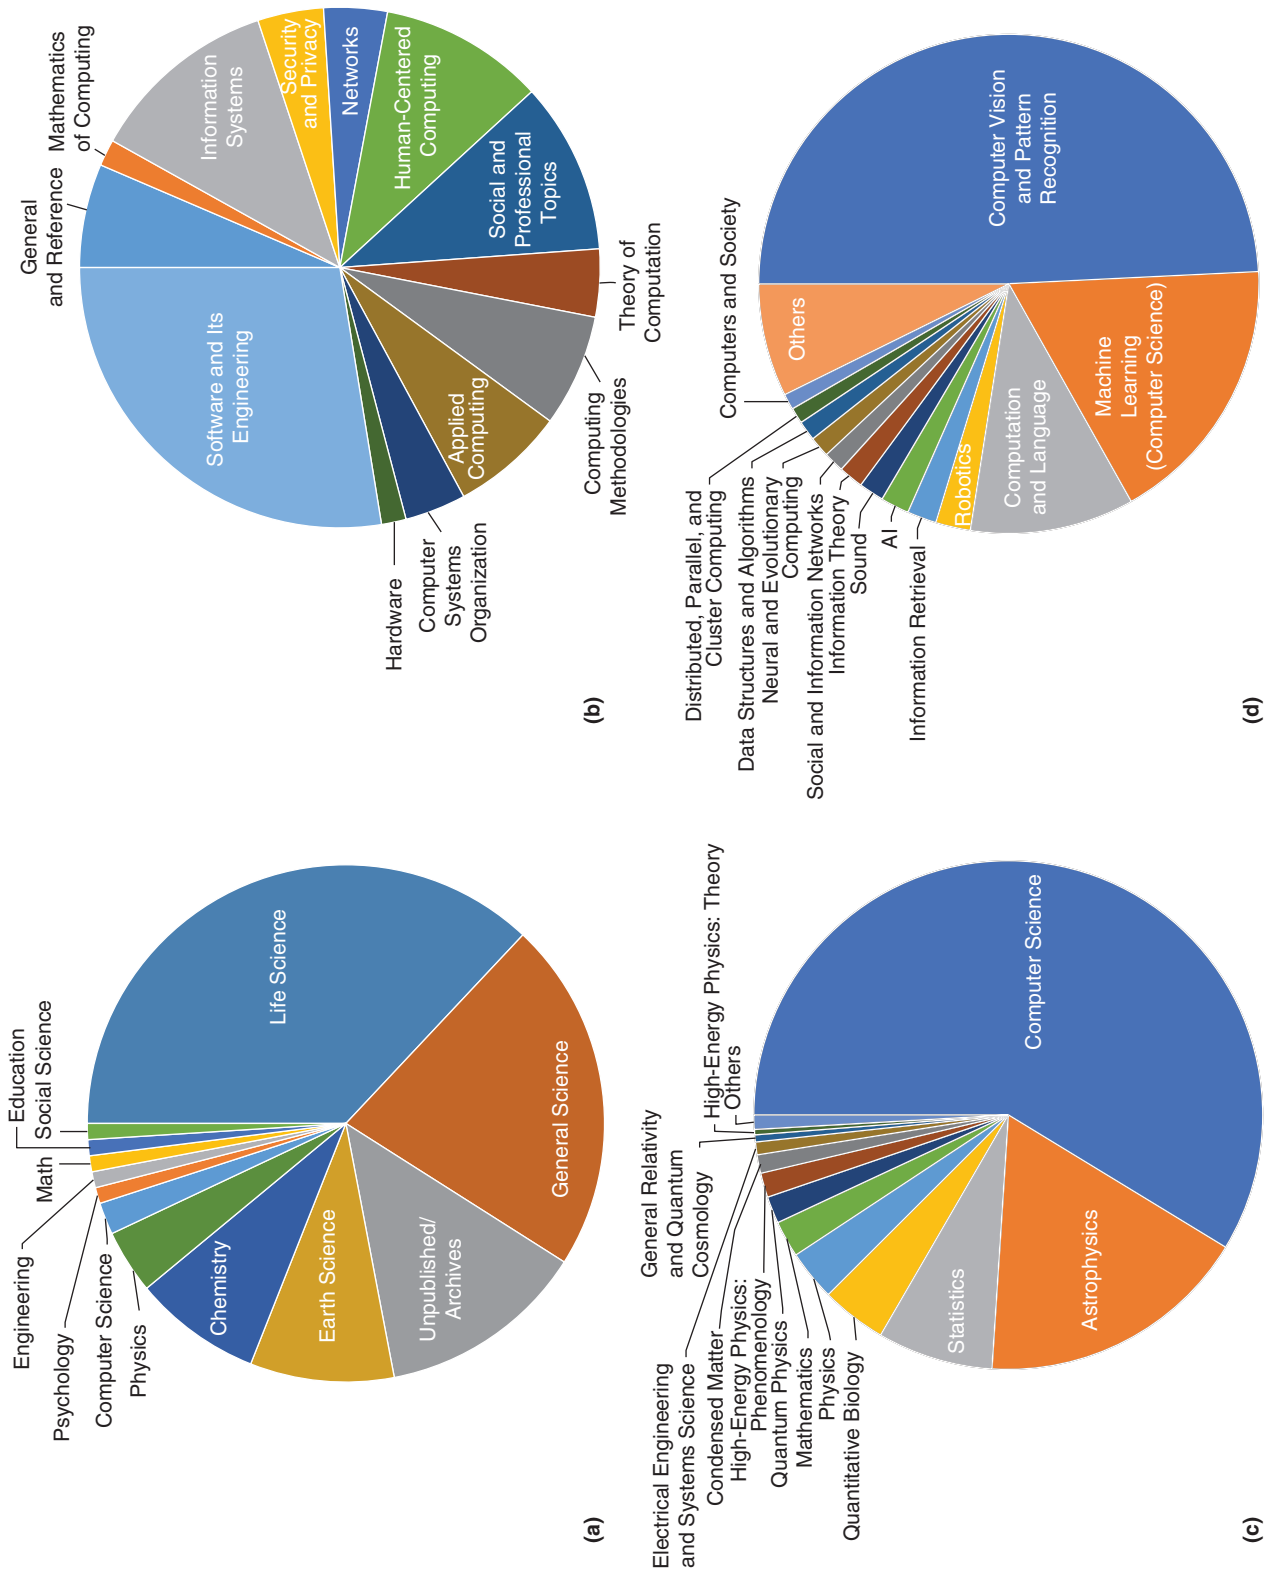 Education
Social Science
Math
Engineering
Psychology
Computer Science
Physics
Chemistry
Earth Science
Unpublished/
Archives
General Science
Life Science
(a)
General
and Reference
Mathematics
of Computing
Information
Systems
Security
and Privacy
Networks
Human-Centered
Computing
Social and
Professional
Topics
Theory of
Computation
Computing
Methodologies
Applied
Computing
Computer
Systems
Organization
Hardware
Software and Its
Engineering
(b)
General Relativity
and Quantum
Cosmology
High-Energy Physics: Theory
Others
Electrical Engineering
and Systems Science
Condensed Matter
High-Energy Physics:
Phenomenology
Quantum Physics
Mathematics
Physics
Quantitative Biology
Statistics
Astrophysics
Computer Science
(c)
Computers and Society
Others
Distributed, Parallel, and
Cluster Computing
Data Structures and Algorithms
Neural and Evolutionary
Computing
Social and Information Networks
Information Theory
Sound
AI
Information Retrieval
Robotics
Computation
and Language
Machine
Learning
(Computer Science)
Computer Vision
and Pattern
Recognition
(d)